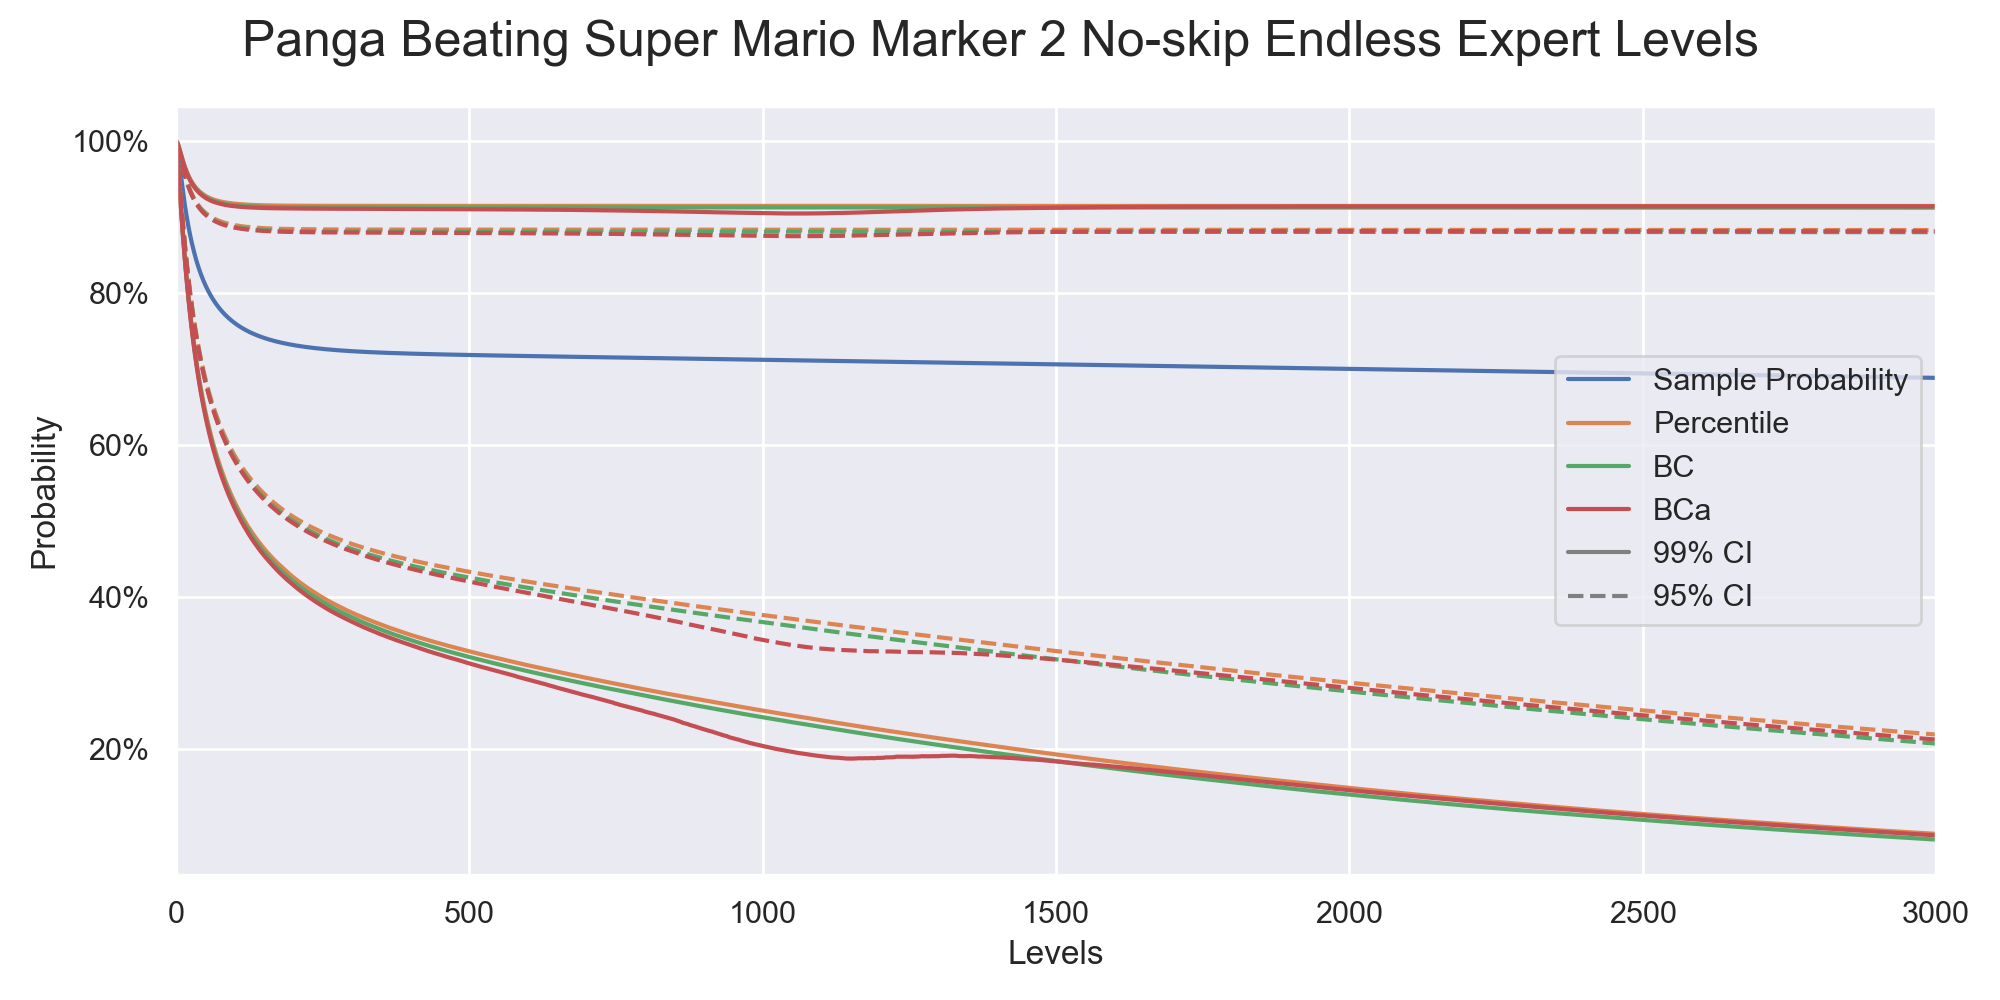 Panga Beating Super Mario Marker 2 No-skip Endless Expert Levels
100%
80%
60%
40%
20%
Probability
Sample Probability
Percentile
BC
BCa
99% CI
95% CI
0 500 1000 1500 2000 2500 3000
Levels